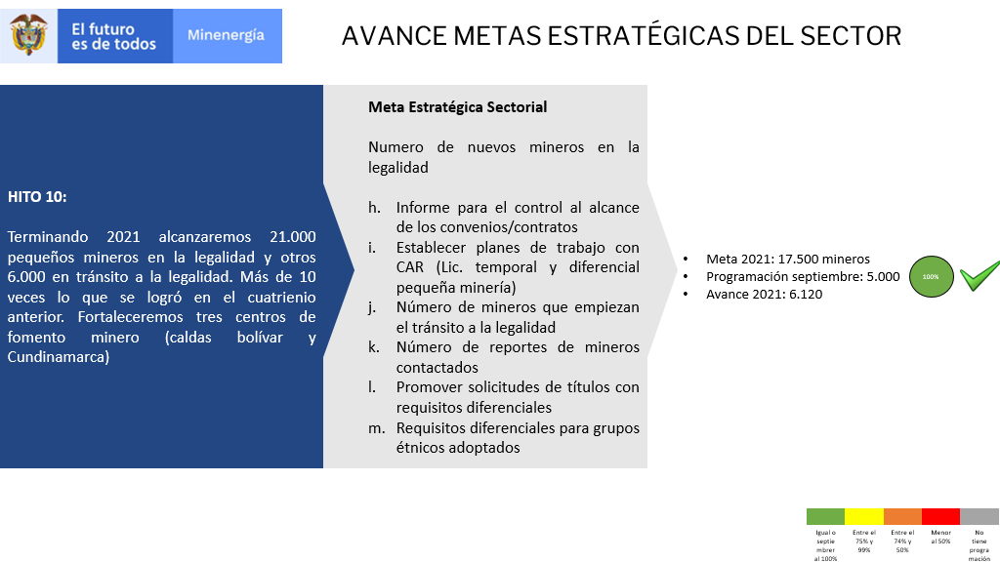 El futuro
es de todos
Minenergía
AVANCE METAS ESTRATÉGICAS DEL SECTOR
HITO 10:
Terminando 2021 alcanzaremos 21.000
pequeños mineros en la legalidad y otros
6.000 en tránsito a la legalidad. Más de 10
veces lo que se logró en el cuatrienio
anterior. Fortaleceremos tres centros de
fomento minero (caldas bolívar y
Cundinamarca)
Meta Estratégica Sectorial
Numero de nuevos mineros en la
legalidad
h. Informe para el control al alcance
de los convenios/contratos
i. Establecer planes de trabajo con
CAR (Lic. temporal y diferencial
pequeña minería)
j. Número de mineros que empiezan
el tránsito a la legalidad
k. Número de reportes de mineros
contactados
l. Promover solicitudes de títulos con
requisitos diferenciales
m. Requisitos diferenciales para grupos
étnicos adoptados
• Meta 2021: 17.500 mineros
• Programación septiembre: 5.000
• Avance 2021: 6.120
100%
Igual o
septie
mbrer
al 100%
Entre el
75% y
99%
Entre el
74% y
50%
Menor
al 50%
No
tiene
progra
mación